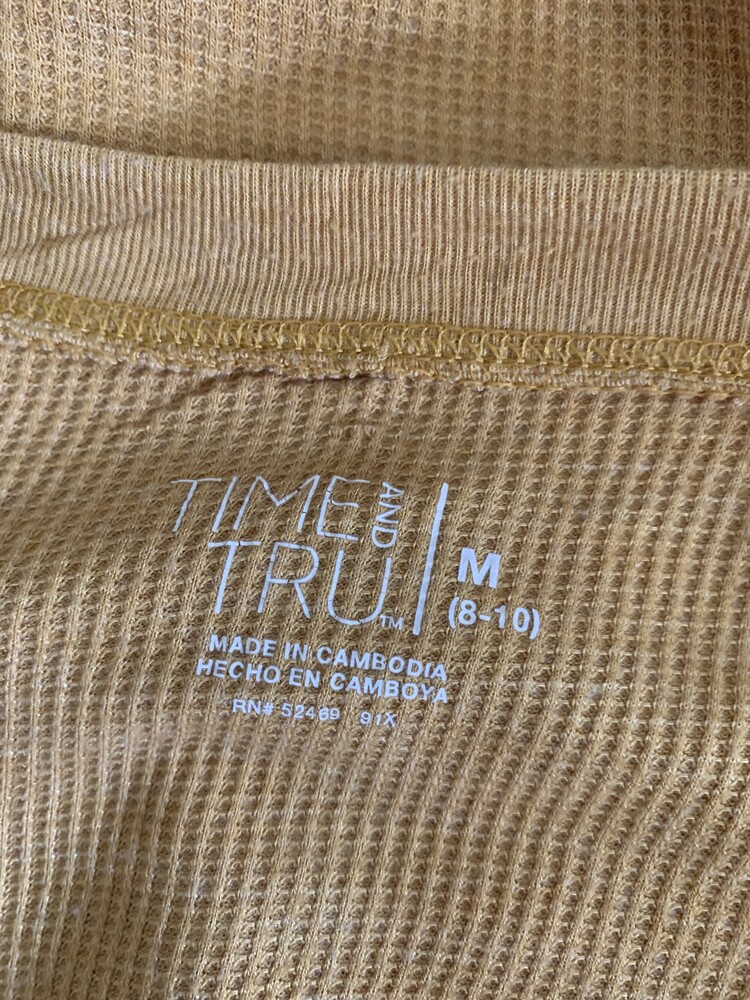 TIME AND
TRU™
M
(8-10)
MADE IN CAMBODIA
HECHO EN CAMBOYA
RN# 52469 91X